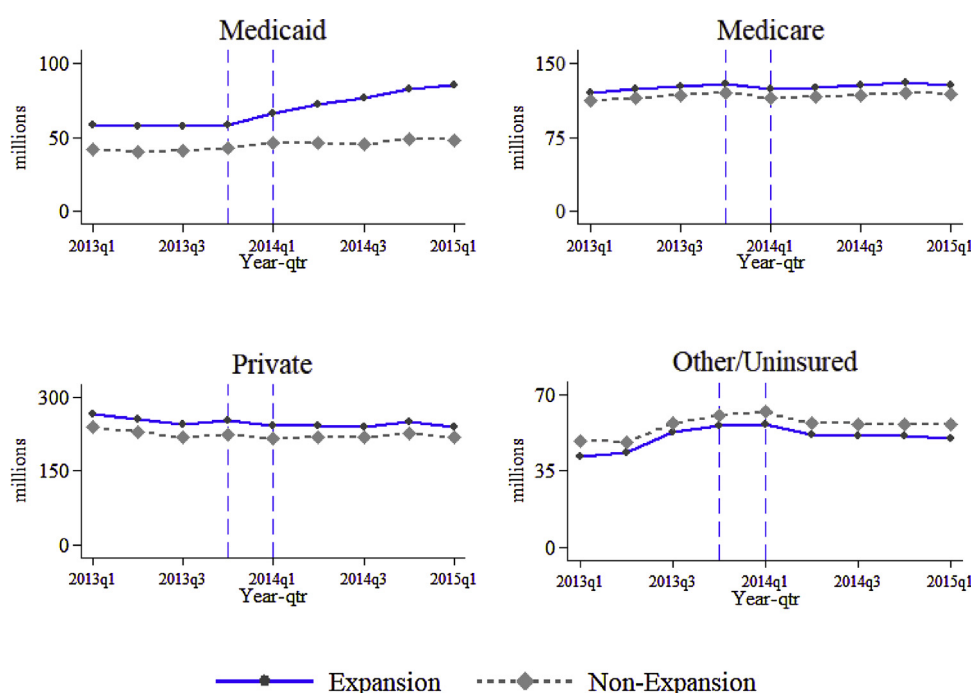 Medicaid
100
50
0
millions
2013q1 2013q3 2014q1 2014q3 2015q1
Year-qtr
Medicare
150
75
0
millions
2013q1 2013q3 2014q1 2014q3 2015q1
Year-qtr
Private
300
150
0
millions
2013q1 2013q3 2014q1 2014q3 2015q1
Year-qtr
Other/Uninsured
70
35
0
millions
2013q1 2013q3 2014q1 2014q3 2015q1
Year-qtr
Expansion Non-Expansion